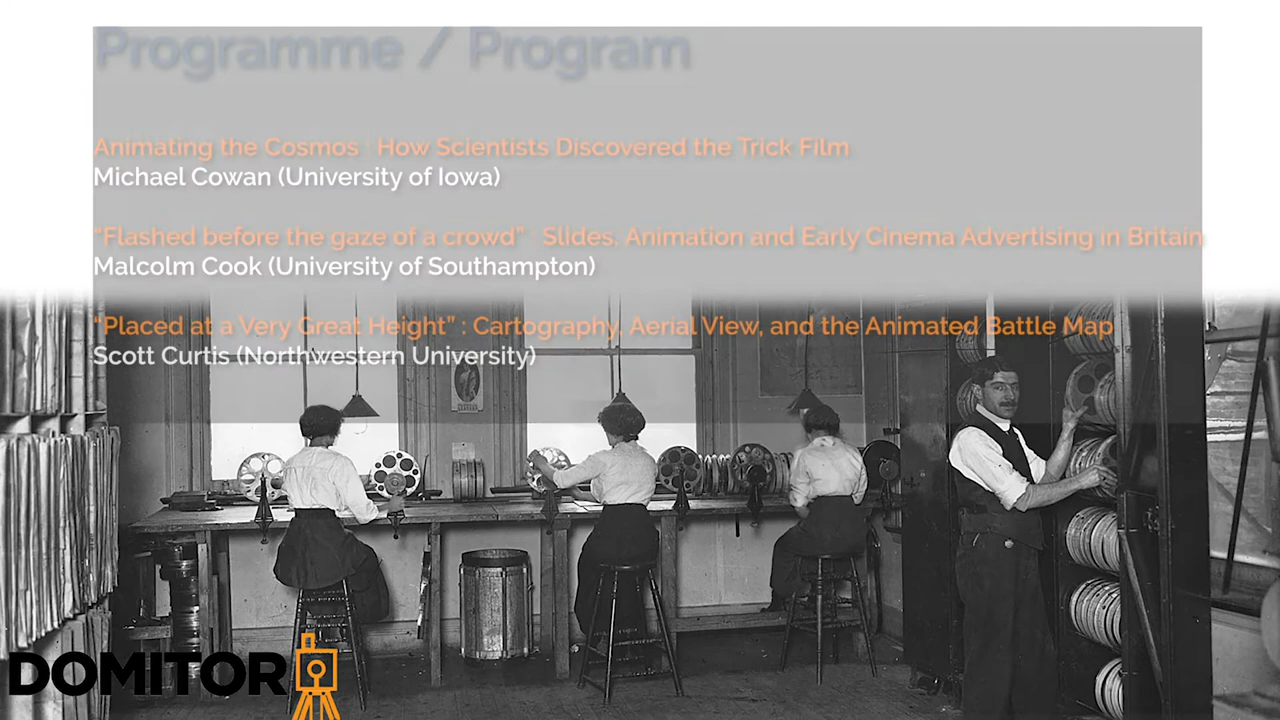 Programme / Program
Animating the Cosmos : How Scientists Discovered the Trick Film
Michael Cowan (University of Iowa)
“Flashed before the gaze of a crowd” : Slides, Animation and Early Cinema Advertising in Britain
Malcolm Cook (University of Southampton)
“Placed at a Very Great Height” : Cartography, Aerial View, and the Animated Battle Map
Scott Curtis (Northwestern University)
DOMITOR